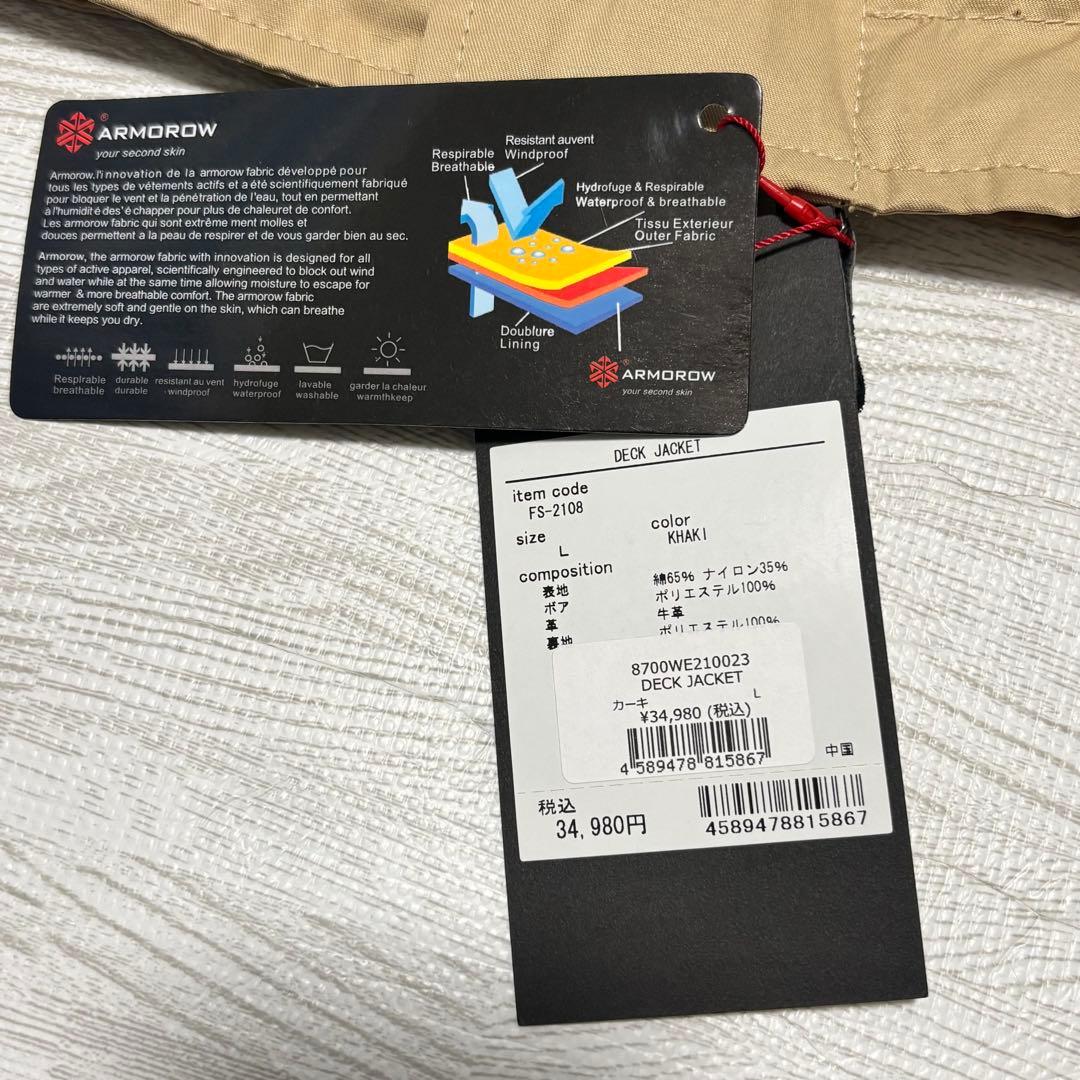 ARMOROW
your second skin
Armorow.l'innovation de la armorow fabric développé pour
tous les types de vétements actifs et a été scientifiquement fabriqué
pour bloquer le vent et la pénétration de l'eau, tout en permettant
à l'humidité des'é chapper pour plus de chaleuret de confort.
Les armorow fabric qui sont extrême ment molles et
douces permettent a la peau de respirer et de vous garder bien au sec.
Armorow, the armorow fabric with innovation is designed for all
types of active apparel, scientifically engineered to block out wind
and water while at the same time allowing moisture to escape for
warmer & more breathable comfort. The armorow fabric
are extremely soft and gentle on the skin, which can breathe
while it keeps you dry.
Respirable
breathable
durable
durable
resistant au vent
windproof
hydrofuge
waterproof
lavable
washable
garder la chaleur
warmthkeep
Respirable
Breathable
Resistant auvent
Windproof
Hydrofuge & Respirable
Waterproof & breathable
Tissu Exterieur
Outer Fabric
Doublure
Lining
ARMOROW
your second skin
DECK JACKET
item code
FS-2108
size
L
color
KHAKI
composition
表地 綿65% ナイロン35%
ボア ポリエステル100%
革 牛革
裏地 ポリエステル100%
8700WE210023
DECK JACKET
カーキ L
¥34,980 (税込)
4 589478 815867
中国
税込
34,980円
4589478815867